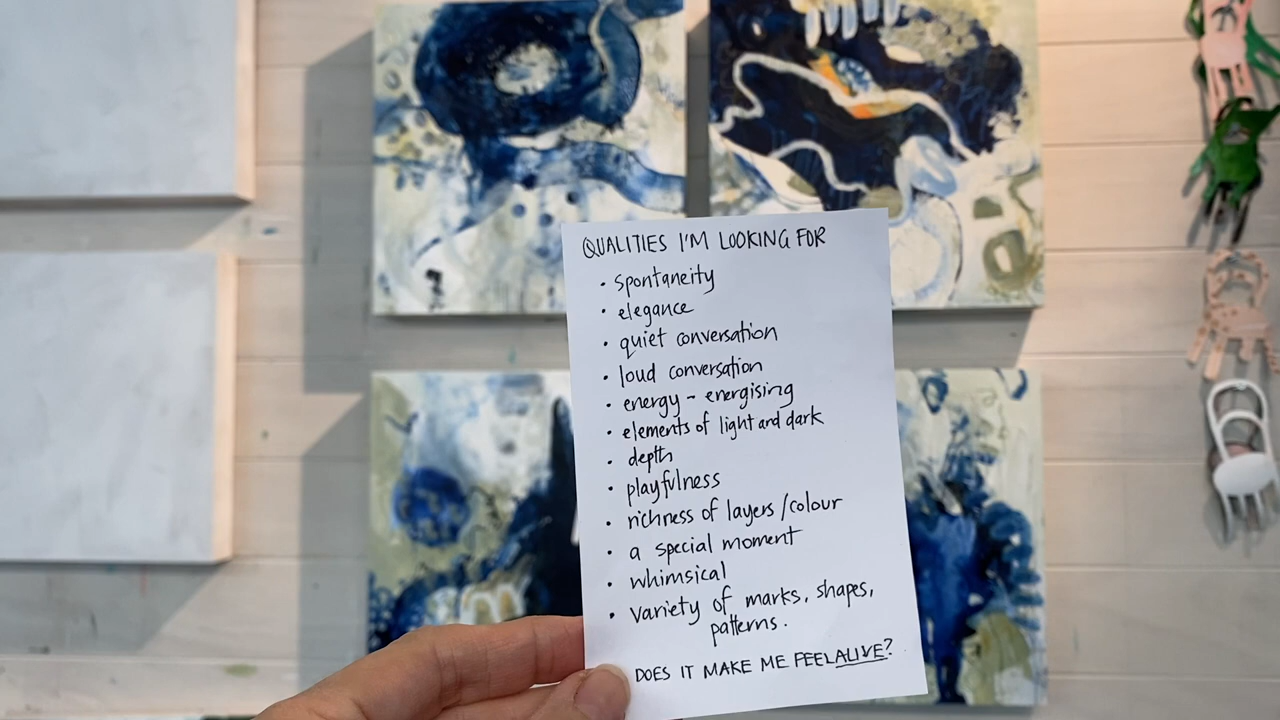 QUALITIES I'M LOOKING FOR
• spontaneity
• elegance
• quiet conversation
• loud conversation
• energy - energising
• elements of light and dark
• depth
• playfulness
• richness of layers / colour
• a special moment
• whimsical
• variety of marks, shapes,
patterns.
DOES IT MAKE ME FEEL ALIVE?